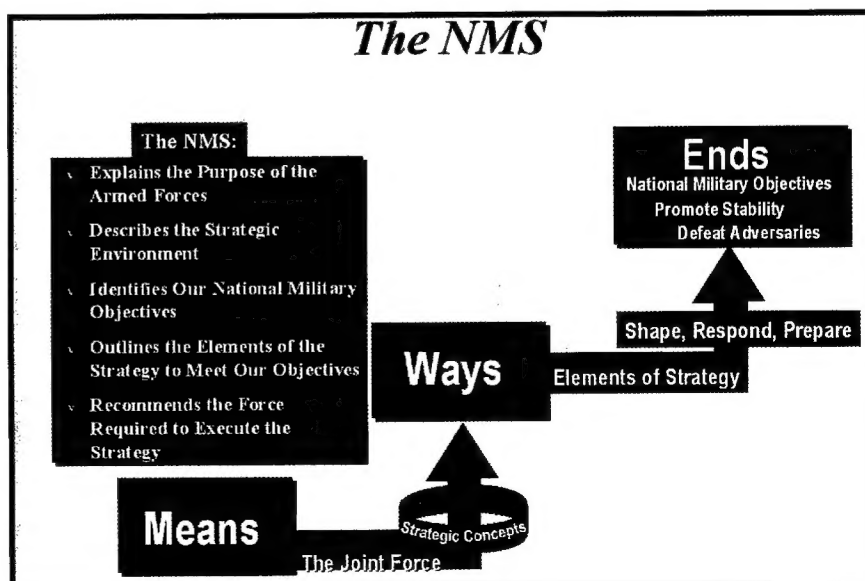 The NMS
The NMS:
Explains the Purpose of the
Armed Forces
Describes the Strategic
Environment
Identifies Our National Military
Objectives
Outlines the Elements of the
Strategy to Meet Our Objectives
Recommends the Force
Required to Execute the
Strategy
Ends
National Military Objectives
Promote Stability
Defeat Adversaries
Shape, Respond, Prepare
Ways
Elements of Strategy
Means
Strategic Concepts
The Joint Force